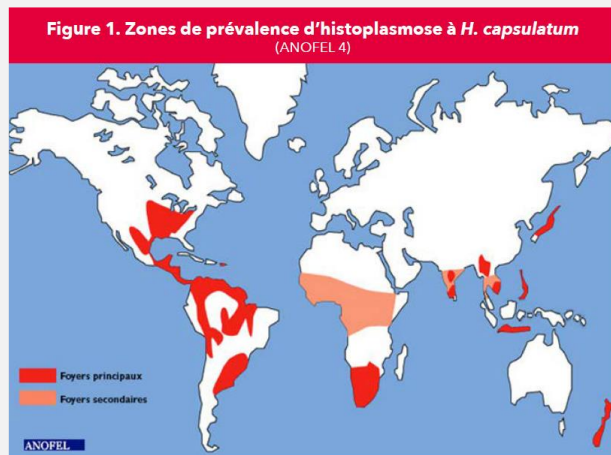 Figure 1. Zones de prévalence d’histoplasmose à H. capsulatum
(ANOFEL 4)
Foyers principaux
Foyers secondaires
ANOFEL